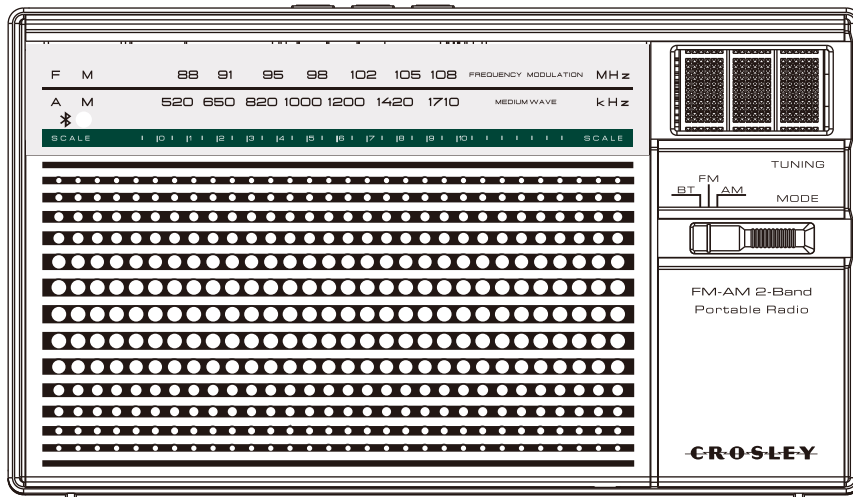 F M 88 91 95 98 102 105 108 FREQUENCY MODULATION MHz
A M 520 650 820 1000 1200 1420 1710 MEDIUM WAVE kHz
SCALE |0| |1| |2| |3| |4| |5| |6| |7| |8| |9| |10| SCALE
TUNING
FM
BT AM
MODE
FM-AM 2-Band
Portable Radio
CROSLEY